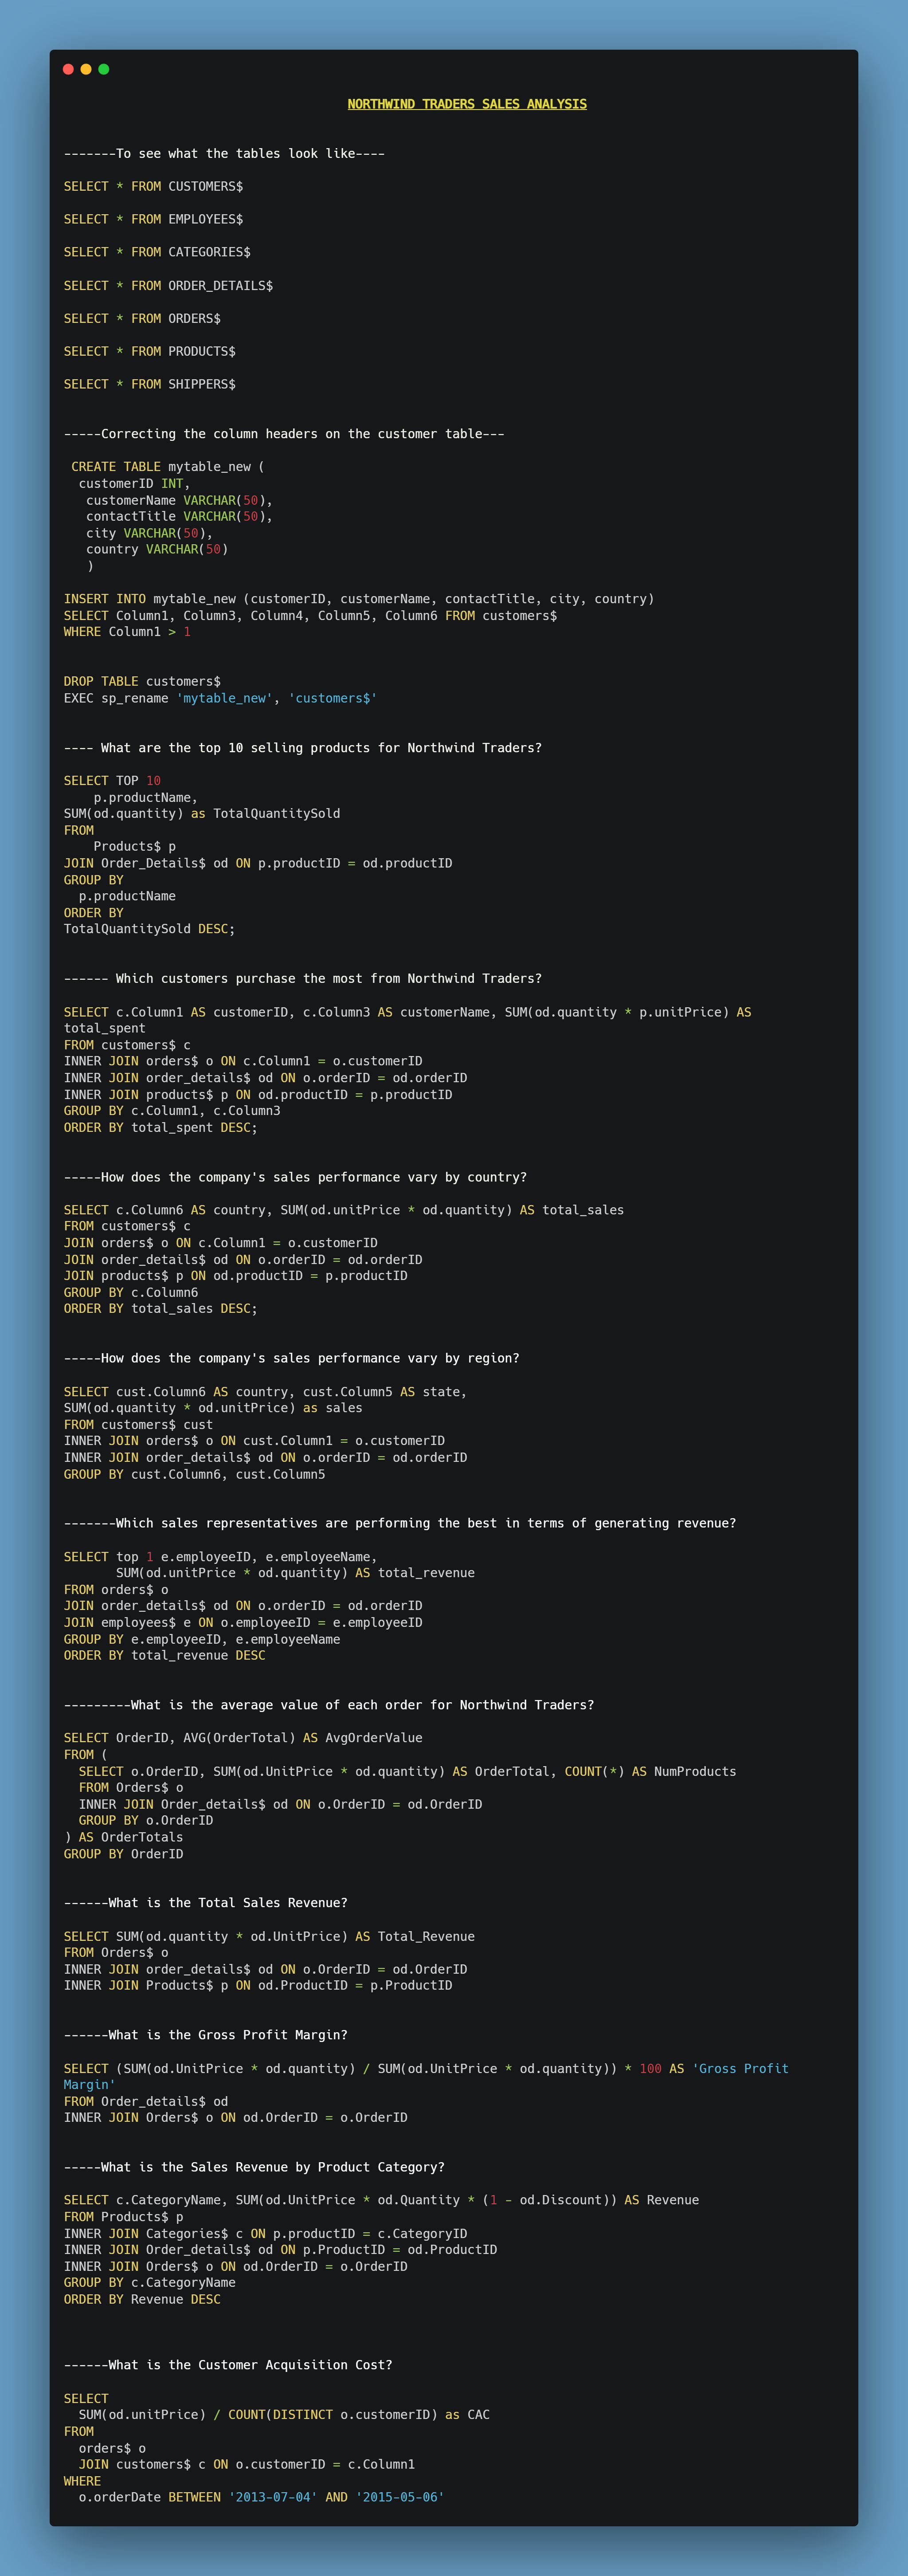 NORTHWIND TRADERS SALES ANALYSIS
-------To see what the tables look like----
SELECT * FROM CUSTOMERS$
SELECT * FROM EMPLOYEES$
SELECT * FROM CATEGORIES$
SELECT * FROM ORDER_DETAILS$
SELECT * FROM ORDERS$
SELECT * FROM PRODUCTS$
SELECT * FROM SHIPPERS$
-----Correcting the column headers on the customer table---
CREATE TABLE mytable_new (
customerID INT,
customerName VARCHAR(50),
contactTitle VARCHAR(50),
city VARCHAR(50),
country VARCHAR(50)
)
INSERT INTO mytable_new (customerID, customerName, contactTitle, city, country)
SELECT Column1, Column3, Column4, Column5, Column6 FROM customers$
WHERE Column1 > 1
DROP TABLE customers$
EXEC sp_rename 'mytable_new', 'customers$'
---- What are the top 10 selling products for Northwind Traders?
SELECT TOP 10
p.productName,
SUM(od.quantity) as TotalQuantitySold
FROM
Products$ p
JOIN Order_Details$ od ON p.productID = od.productID
GROUP BY
p.productName
ORDER BY
TotalQuantitySold DESC;
------ Which customers purchase the most from Northwind Traders?
SELECT c.Column1 AS customerID, c.Column3 AS customerName, SUM(od.quantity * p.unitPrice) AS
total_spent
FROM customers$ c
INNER JOIN orders$ o ON c.Column1 = o.customerID
INNER JOIN order_details$ od ON o.orderID = od.orderID
INNER JOIN products$ p ON od.productID = p.productID
GROUP BY c.Column1, c.Column3
ORDER BY total_spent DESC;
-----How does the company's sales performance vary by country?
SELECT c.Column6 AS country, SUM(od.unitPrice * od.quantity) AS total_sales
FROM customers$ c
JOIN orders$ o ON c.Column1 = o.customerID
JOIN order_details$ od ON o.orderID = od.orderID
JOIN products$ p ON od.productID = p.productID
GROUP BY c.Column6
ORDER BY total_sales DESC;
-----How does the company's sales performance vary by region?
SELECT cust.Column6 AS country, cust.Column5 AS state,
SUM(od.quantity * od.unitPrice) as sales
FROM customers$ cust
INNER JOIN orders$ o ON cust.Column1 = o.customerID
INNER JOIN order_details$ od ON o.orderID = od.orderID
GROUP BY cust.Column6, cust.Column5
-------Which sales representatives are performing the best in terms of generating revenue?
SELECT top 1 e.employeeID, e.employeeName,
SUM(od.unitPrice * od.quantity) AS total_revenue
FROM orders$ o
JOIN order_details$ od ON o.orderID = od.orderID
JOIN employees$ e ON o.employeeID = e.employeeID
GROUP BY e.employeeID, e.employeeName
ORDER BY total_revenue DESC
---------What is the average value of each order for Northwind Traders?
SELECT OrderID, AVG(OrderTotal) AS AvgOrderValue
FROM (
SELECT o.OrderID, SUM(od.UnitPrice * od.quantity) AS OrderTotal, COUNT(*) AS NumProducts
FROM Orders$ o
INNER JOIN Order_details$ od ON o.OrderID = od.OrderID
GROUP BY o.OrderID
) AS OrderTotals
GROUP BY OrderID
------What is the Total Sales Revenue?
SELECT SUM(od.quantity * od.UnitPrice) AS Total_Revenue
FROM Orders$ o
INNER JOIN order_details$ od ON o.OrderID = od.OrderID
INNER JOIN Products$ p ON od.ProductID = p.ProductID
------What is the Gross Profit Margin?
SELECT (SUM(od.UnitPrice * od.quantity) / SUM(od.UnitPrice * od.quantity)) * 100 AS 'Gross Profit
Margin'
FROM Order_details$ od
INNER JOIN Orders$ o ON od.OrderID = o.OrderID
-----What is the Sales Revenue by Product Category?
SELECT c.CategoryName, SUM(od.UnitPrice * od.Quantity * (1 - od.Discount)) AS Revenue
FROM Products$ p
INNER JOIN Categories$ c ON p.productID = c.CategoryID
INNER JOIN Order_details$ od ON p.ProductID = od.ProductID
INNER JOIN Orders$ o ON od.OrderID = o.OrderID
GROUP BY c.CategoryName
ORDER BY Revenue DESC
------What is the Customer Acquisition Cost?
SELECT
SUM(od.unitPrice) / COUNT(DISTINCT o.customerID) as CAC
FROM
orders$ o
JOIN customers$ c ON o.customerID = c.Column1
WHERE
o.orderDate BETWEEN '2013-07-04' AND '2015-05-06'